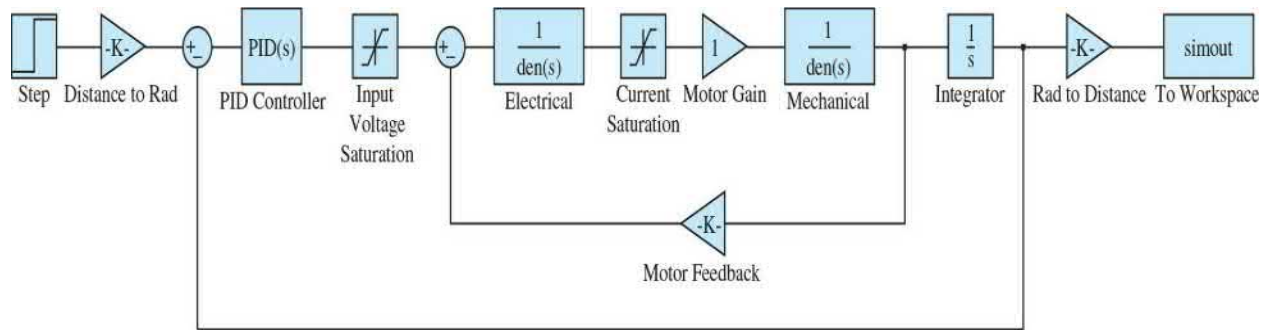 -K-
+
−
PID(s)
+
−
1
den(s)
1
1
den(s)
1
s
-K-
simout
Step
Distance to Rad
PID Controller
Input
Voltage
Saturation
Electrical
Current
Saturation
Motor Gain
Mechanical
Integrator
Rad to Distance
To Workspace
-K-
Motor Feedback